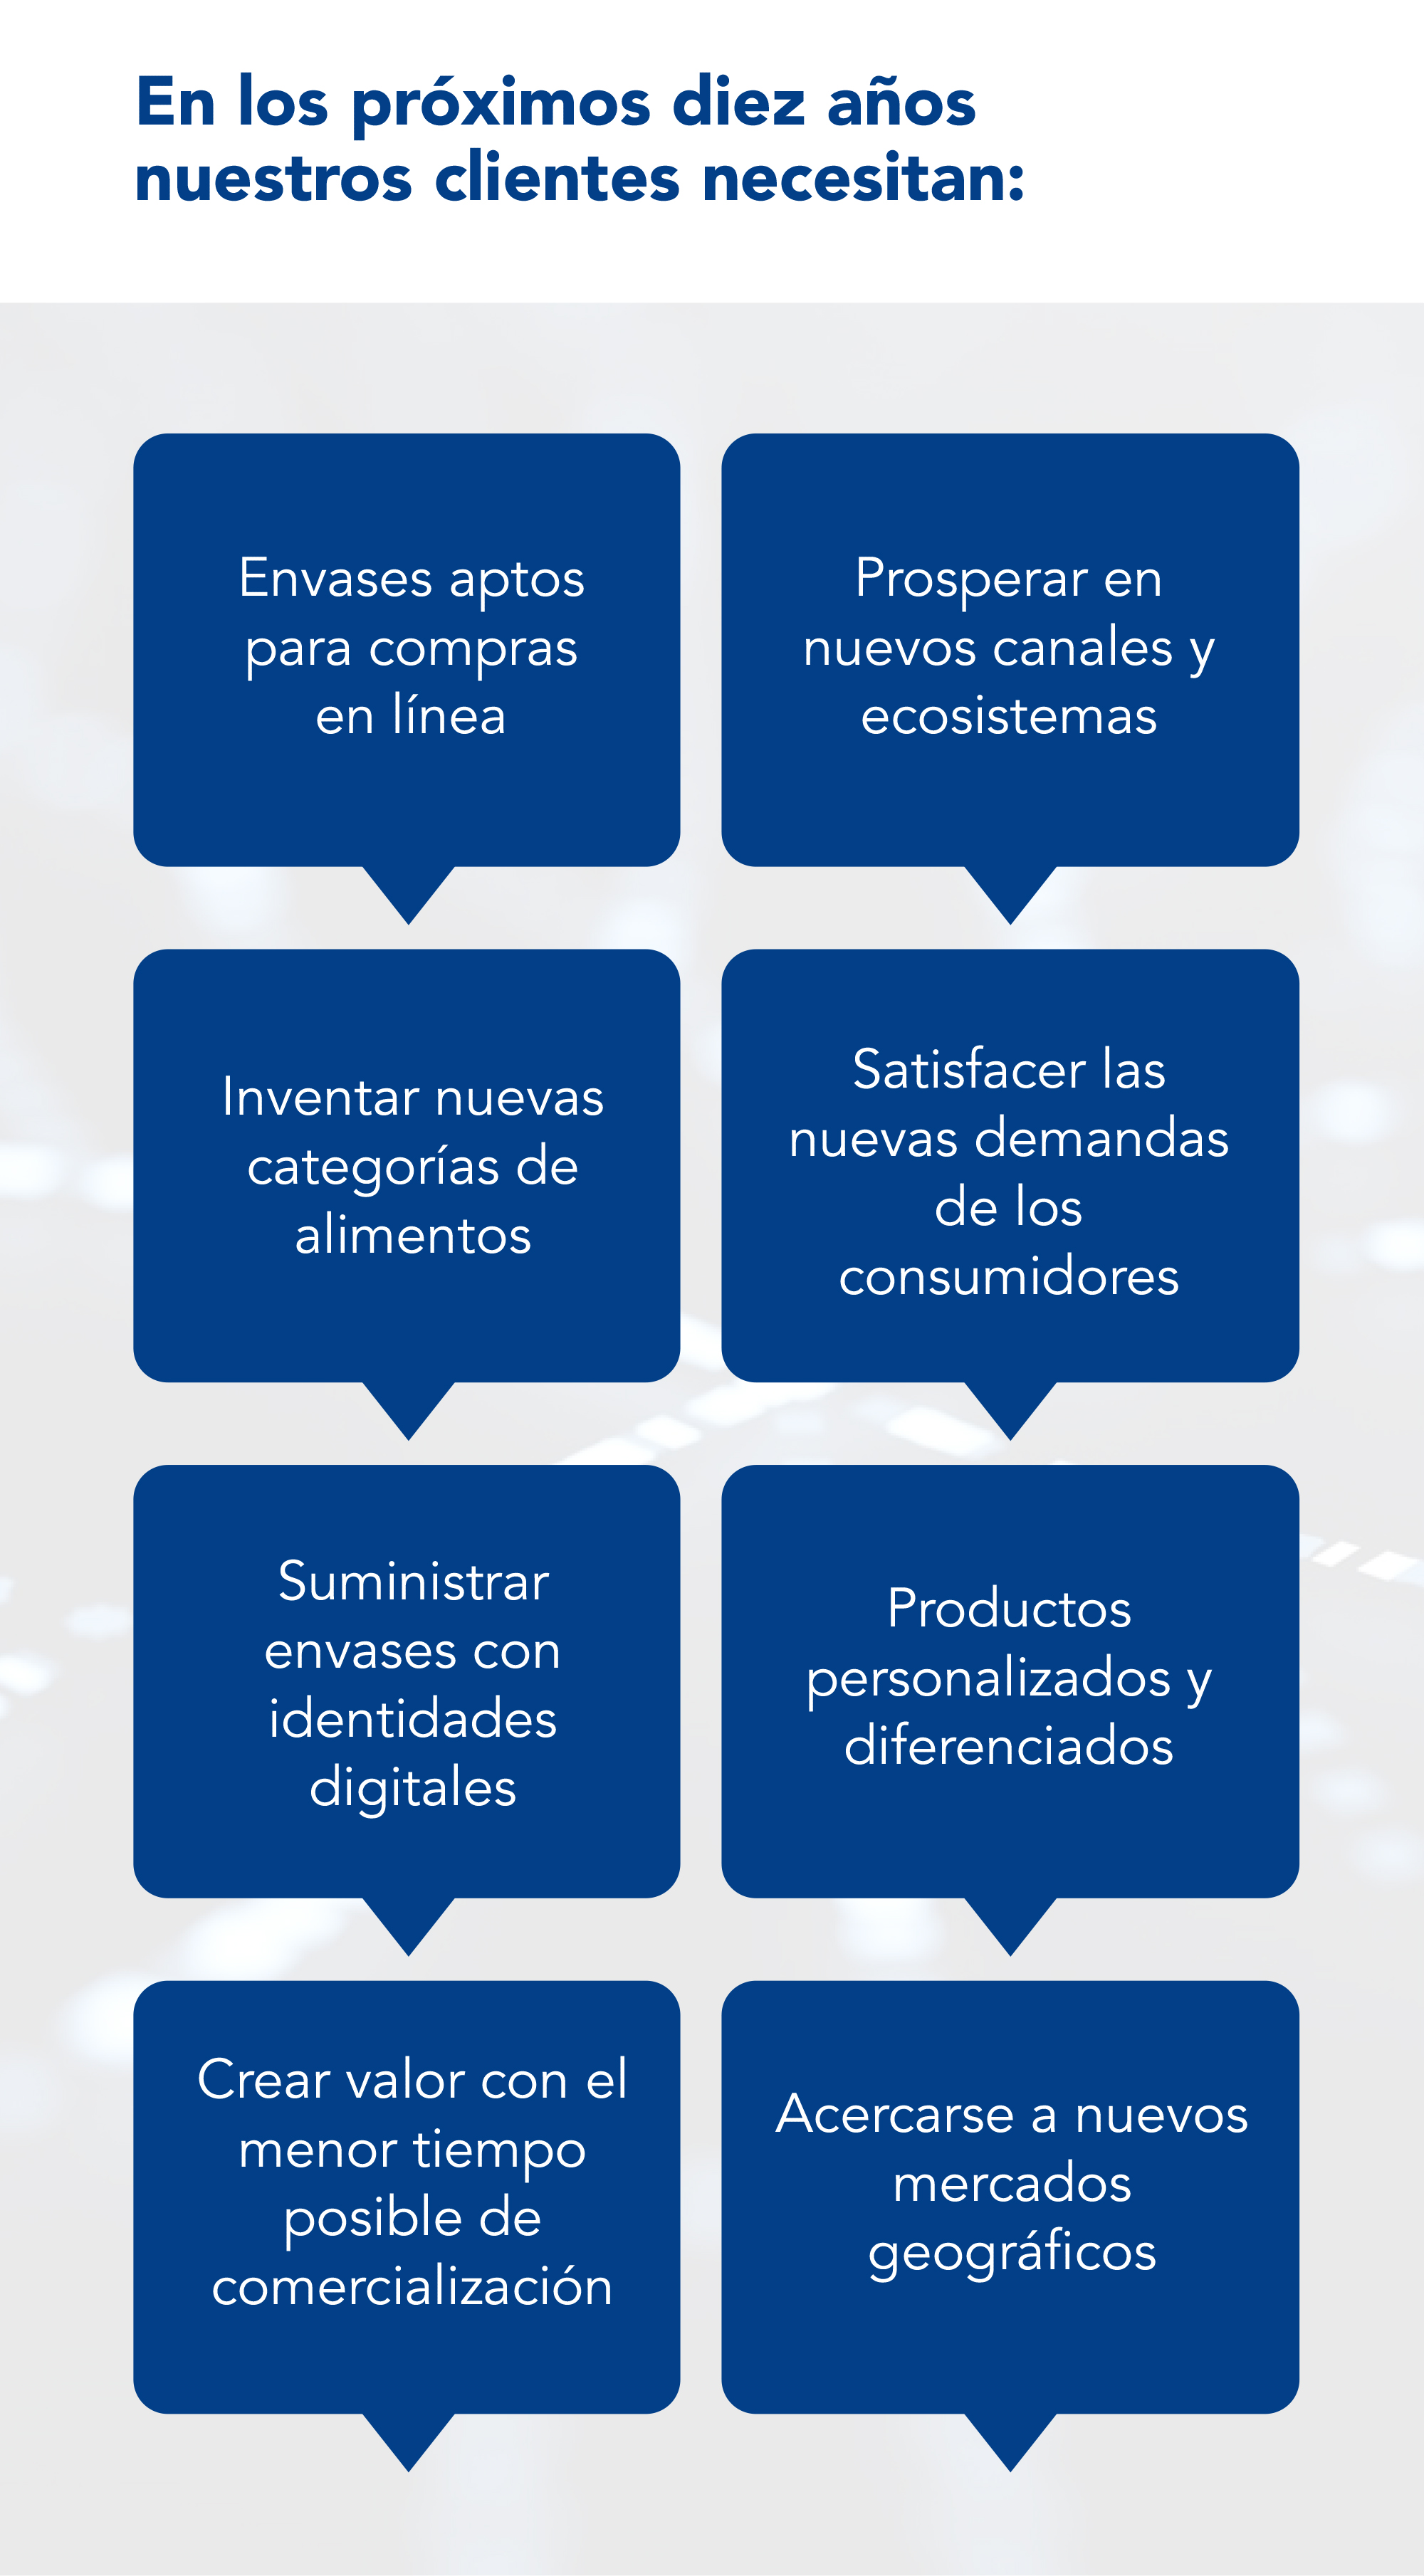 En los próximos diez años
nuestros clientes necesitan:
Envases aptos
para compras
en línea
Prosperar en
nuevos canales y
ecosistemas
Inventar nuevas
categorías de
alimentos
Satisfacer las
nuevas demandas
de los
consumidores
Suministrar
envases con
identidades
digitales
Productos
personalizados y
diferenciados
Crear valor con el
menor tiempo
posible de
comercialización
Acercarse a nuevos
mercados
geográficos